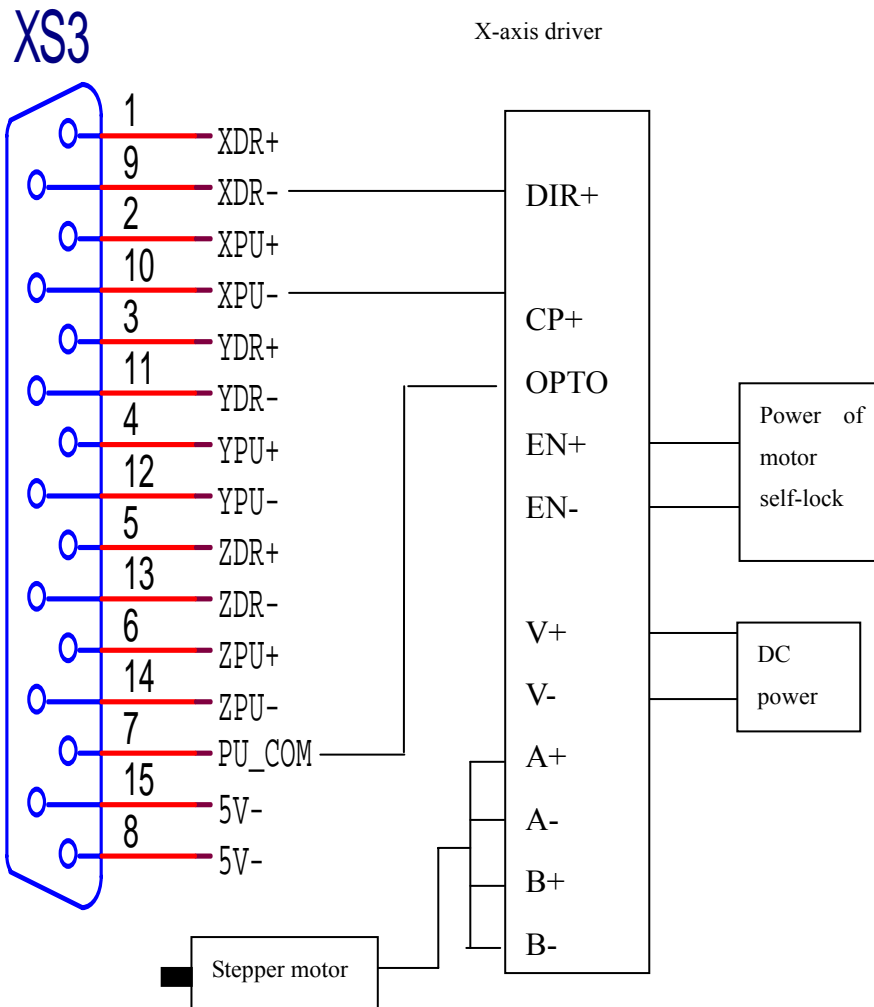 XS3
X-axis driver
1
XDR+
9
XDR-
2
XPU+
10
XPU-
3
YDR+
11
YDR-
4
YPU+
12
YPU-
5
ZDR+
13
ZDR-
6
ZPU+
14
ZPU-
7
PU_COM
15
5V-
8
5V-
DIR+
CP+
OPTO
EN+
EN-
V+
V-
A+
A-
B+
B-
Power of
motor
self-lock
DC
power
Stepper motor